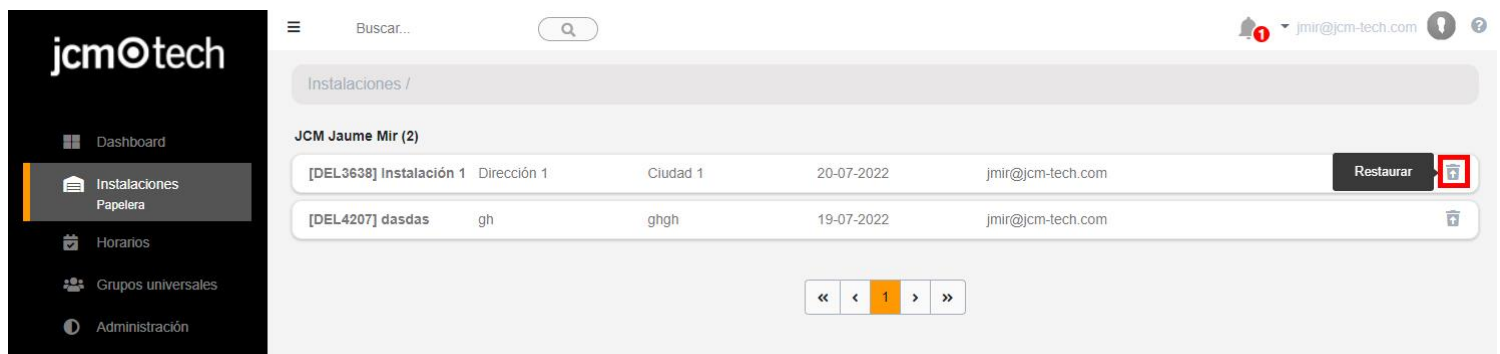 jcmtech
Buscar...
1
jmir@jcm-tech.com
?
Instalaciones /
Dashboard
Instalaciones
Papelera
Horarios
Grupos universales
Administración
JCM Jaume Mir (2)
[DEL3638] Instalación 1 Dirección 1 Ciudad 1 20-07-2022 jmir@jcm-tech.com Restaurar
[DEL4207] dasdas gh ghgh 19-07-2022 jmir@jcm-tech.com
« ‹ 1 › »